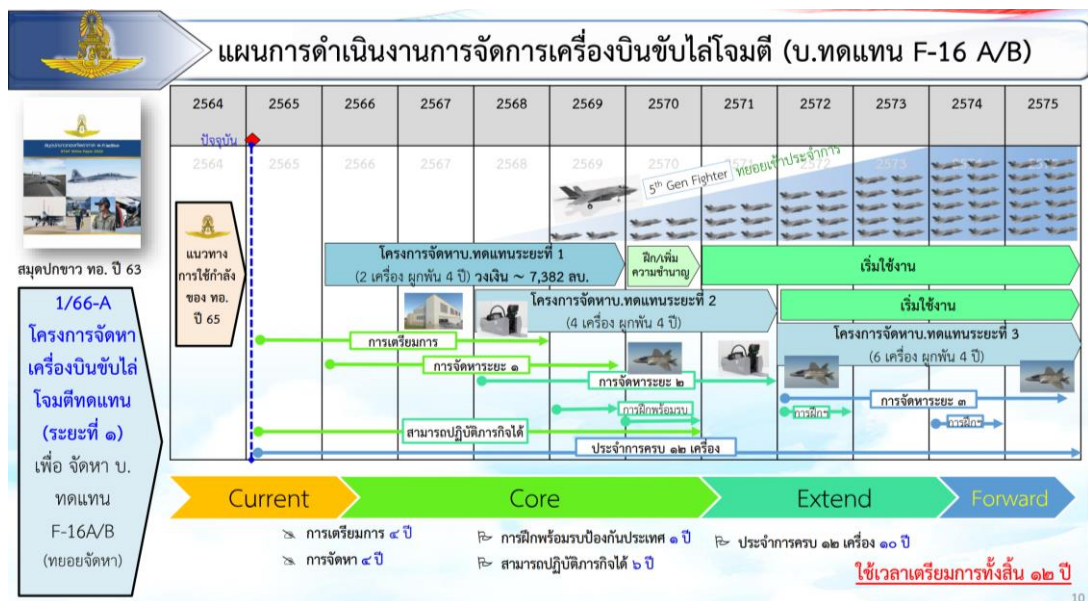 แผนการดำเนินงานการจัดการเครื่องบินขับไล่โจมตี (บ.ทดแทน F-16 A/B)
2564 2565 2566 2567 2568 2569 2570 2571 2572 2573 2574 2575
ปัจจุบัน
2564 2565 2566 2567 2568 2569 2570 2571 2572 2573
5th Gen Fighter ทยอยเข้าประจำการ
สมุดปกขาว ทอ. ปี 63
1/66-A
โครงการจัดหา
เครื่องบินขับไล่
โจมตีทดแทน
(ระยะที่ ๑)
เพื่อ จัดหา บ.
ทดแทน
F-16A/B
(ทยอยจัดหา)
แนวทาง
การใช้กำลัง
ของ ทอ.
ปี 65
โครงการจัดหาบ.ทดแทนระยะที่ 1
(2 เครื่อง ผูกพัน 4 ปี) วงเงิน ~ 7,382 ลบ.
ฝึก/เพิ่ม
ความชำนาญ
เริ่มใช้งาน
โครงการจัดหาบ.ทดแทนระยะที่ 2
(4 เครื่อง ผูกพัน 4 ปี)
เริ่มใช้งาน
โครงการจัดหาบ.ทดแทนระยะที่ 3
(6 เครื่อง ผูกพัน 4 ปี)
การเตรียมการ
การจัดหาระยะ ๑
การจัดหาระยะ ๒
การจัดหาระยะ ๓
การฝึกพร้อมรบ
การฝึกฯ
การฝึกฯ
สามารถปฏิบัติภารกิจได้
ประจำการครบ ๑๒ เครื่อง
Current Core Extend Forward
การเตรียมการ ๔ ปี
การจัดหา ๔ ปี
การฝึกพร้อมรบป้องกันประเทศ ๑ ปี
สามารถปฏิบัติภารกิจได้ ๖ ปี
ประจำการครบ ๑๒ เครื่อง ๑๐ ปี
ใช้เวลาเตรียมการทั้งสิ้น ๑๒ ปี
10